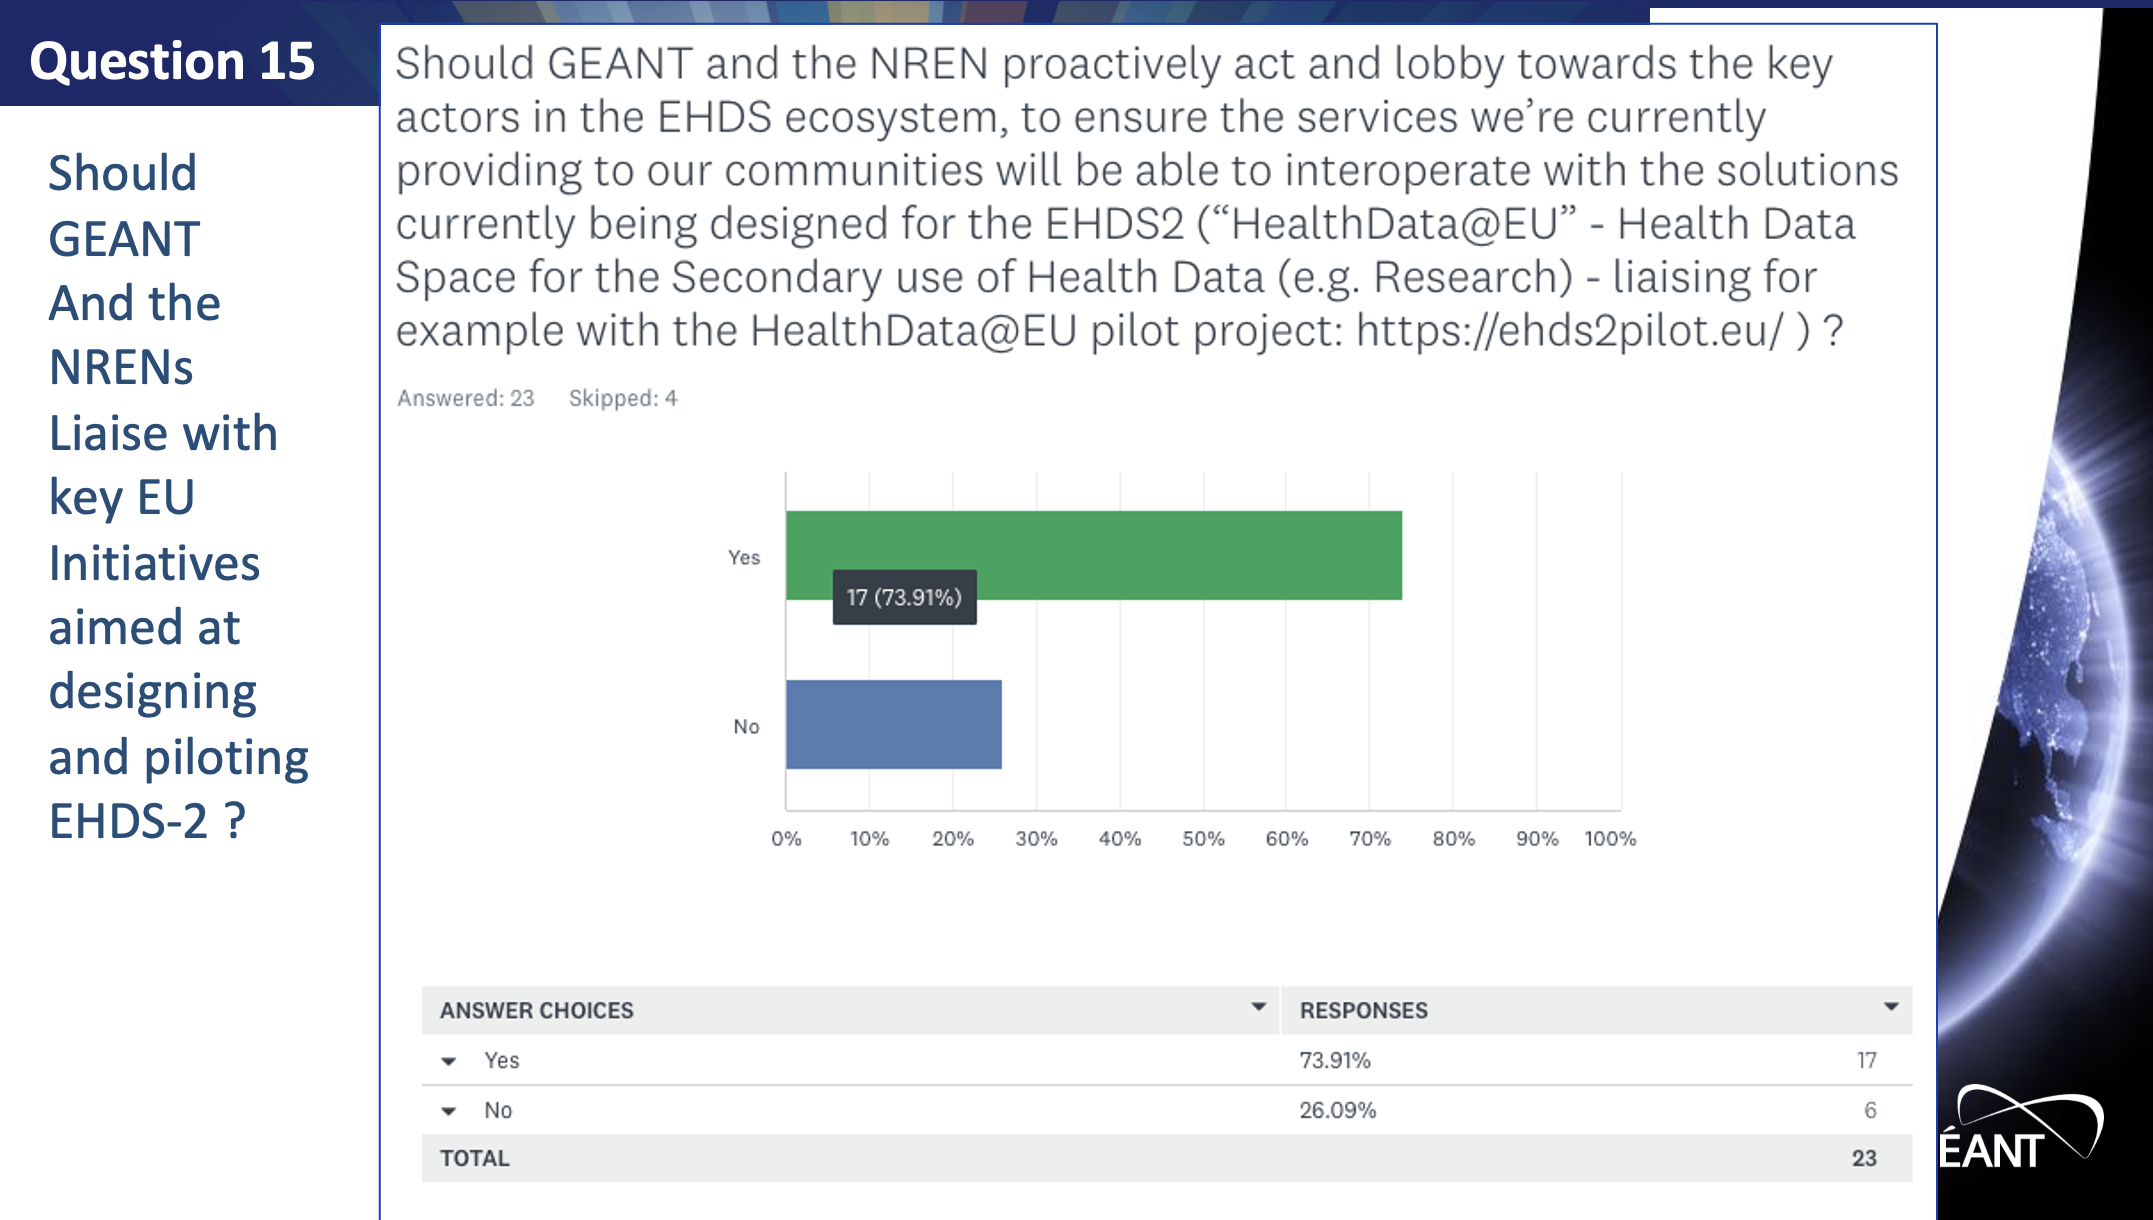 Question 15
Should
GEANT
And the
NRENs
Liaise with
key EU
Initiatives
aimed at
designing
and piloting
EHDS-2 ?
Should GEANT and the NREN proactively act and lobby towards the key
actors in the EHDS ecosystem, to ensure the services we’re currently
providing to our communities will be able to interoperate with the solutions
currently being designed for the EHDS2 (“HealthData@EU” - Health Data
Space for the Secondary use of Health Data (e.g. Research) - liaising for
example with the HealthData@EU pilot project: https://ehds2pilot.eu/ ) ?
Answered: 23 Skipped: 4
Yes
17 (73.91%)
No
0% 10% 20% 30% 40% 50% 60% 70% 80% 90% 100%
ANSWER CHOICES RESPONSES
Yes 73.91% 17
No 26.09% 6
TOTAL 23
ÉANT